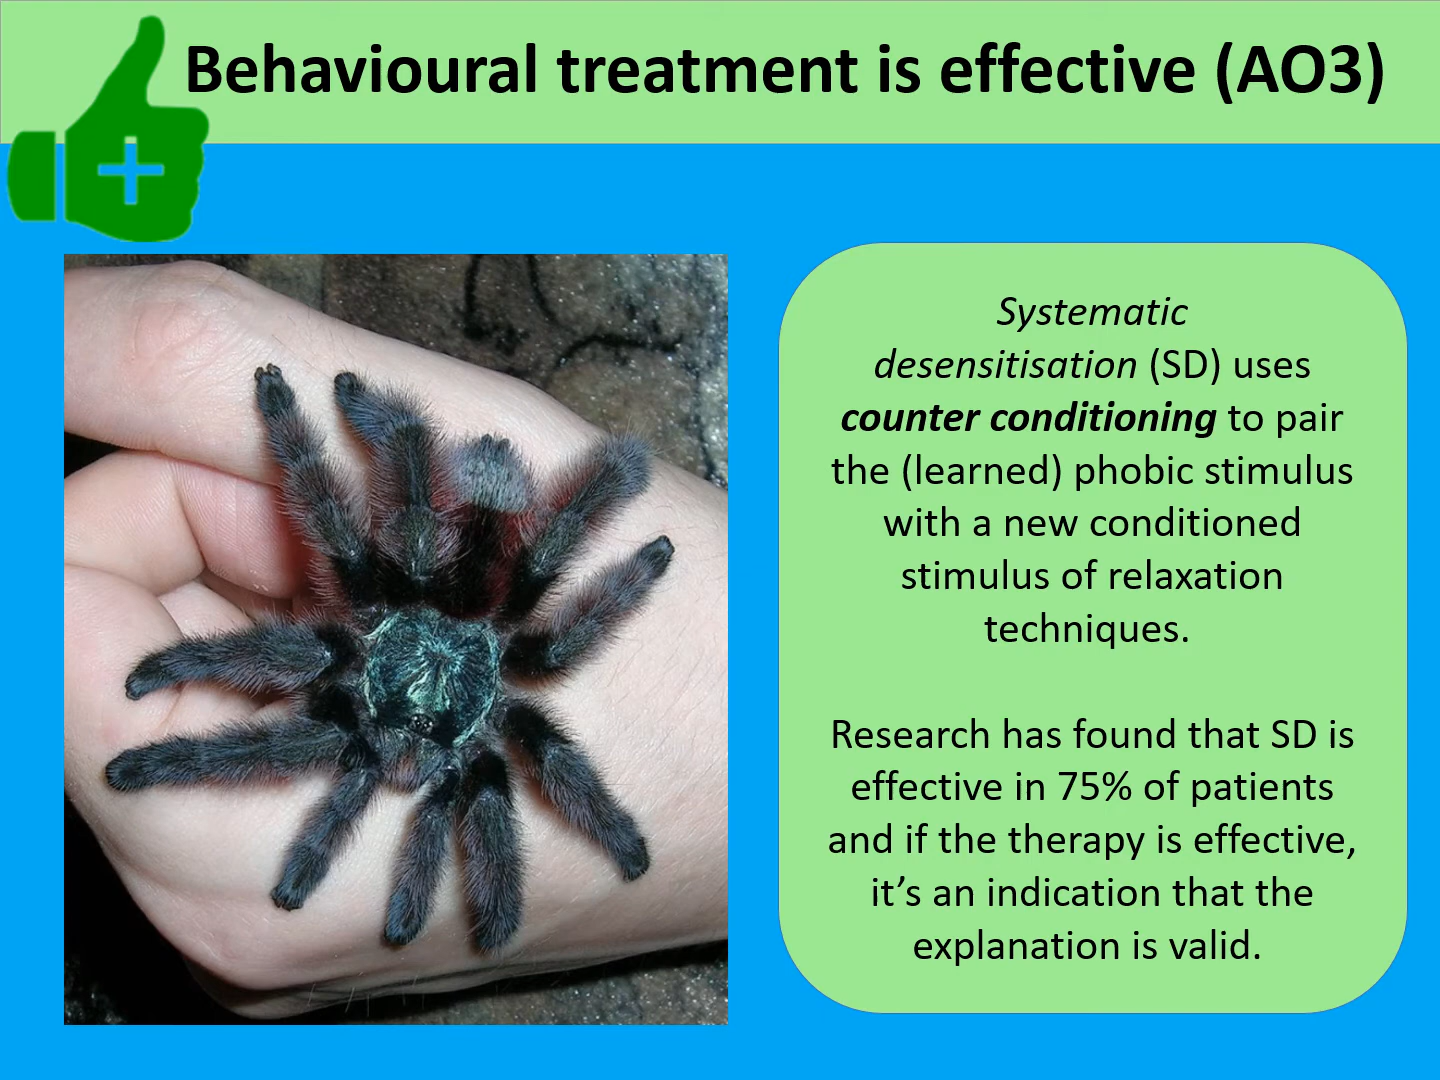 Behavioural treatment is effective (AO3)
Systematic
desensitisation (SD) uses
counter conditioning to pair
the (learned) phobic stimulus
with a new conditioned
stimulus of relaxation
techniques.
Research has found that SD is
effective in 75% of patients
and if the therapy is effective,
it’s an indication that the
explanation is valid.